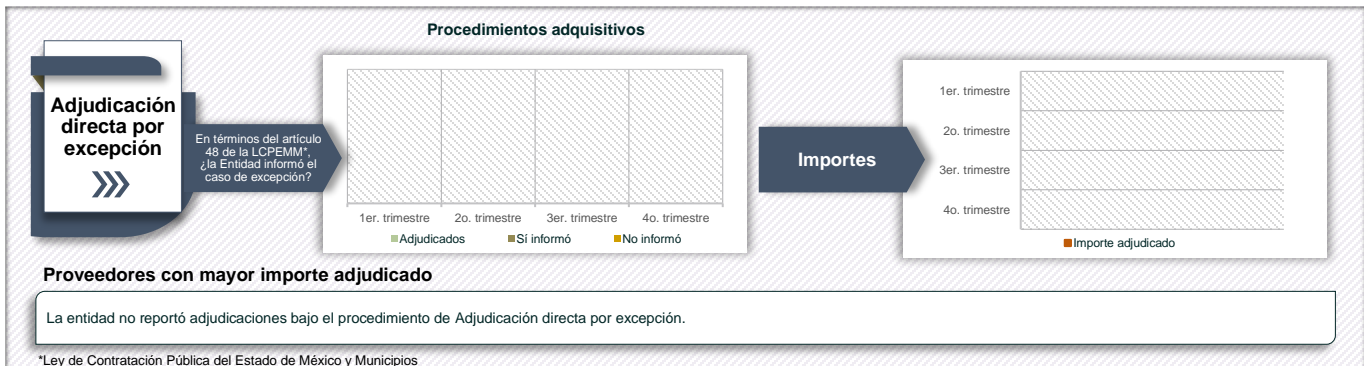 Procedimientos adquisitivos
Adjudicación
directa por
excepción
En términos del artículo
48 de la LCPEMM*,
¿la Entidad informó el
caso de excepción?
1er. trimestre 2o. trimestre 3er. trimestre 4o. trimestre
Adjudicados Sí informó No informó
Importes
1er. trimestre
2o. trimestre
3er. trimestre
4o. trimestre
Importe adjudicado
Proveedores con mayor importe adjudicado
La entidad no reportó adjudicaciones bajo el procedimiento de Adjudicación directa por excepción.
*Ley de Contratación Pública del Estado de México y Municipios